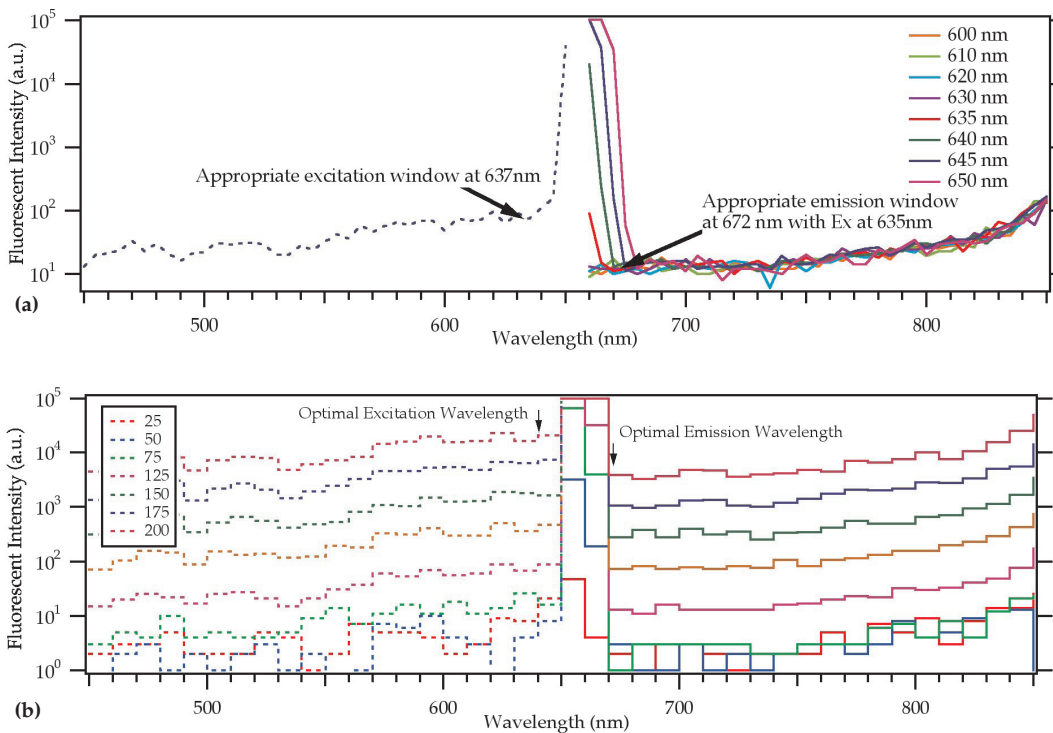 Fluorescent Intensity (a.u.)
10^5
10^4
10^3
10^2
10^1
Appropriate excitation window at 637nm
Appropriate emission window
at 672 nm with Ex at 635nm
600 nm
610 nm
620 nm
630 nm
635 nm
640 nm
645 nm
650 nm
500
600
700
800
Wavelength (nm)
(a)
Fluorescent Intensity (a.u.)
10^5
10^4
10^3
10^2
10^1
10^0
25
50
75
125
150
175
200
Optimal Excitation Wavelength
Optimal Emission Wavelength
500
600
700
800
Wavelength (nm)
(b)